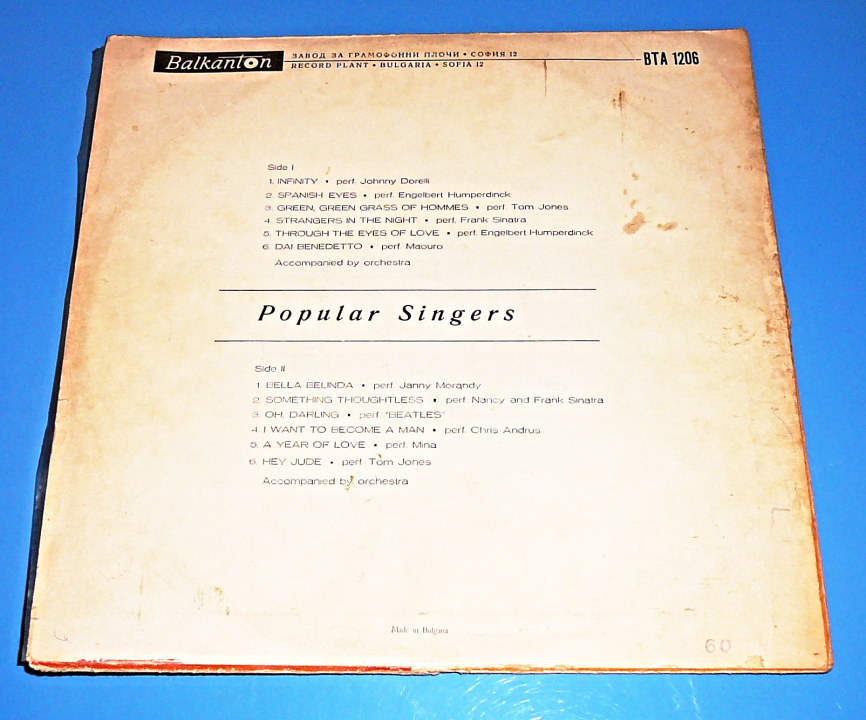 Balkanton
ЗАВОД ЗА ГРАМОФОННИ ПЛОЧИ • СОФИЯ 12
RECORD PLANT • BULGARIA • SOFIA 12
BTA 1206
Side I
1. INFINITY • perf. Johnny Dorelli
2. SPANISH EYES • perf. Engelbert Humperdinck
3. GREEN, GREEN GRASS OF HOMMES • perf. Tom Jones
4. STRANGERS IN THE NIGHT • perf. Frank Sinatra
5. THROUGH THE EYES OF LOVE • perf. Engelbert Humperdinck
6. DAI BENEDETTO • perf. Maouro
Accompanied by orchestra
Popular Singers
Side II
1. BELLA BELINDA • perf. Janny Morandy
2. SOMETHING THOUGHTLESS • perf. Nancy and Frank Sinatra
3. OH, DARLING • perf. "BEATLES"
4. I WANT TO BECOME A MAN • perf. Chris Andrus
5. A YEAR OF LOVE • perf. Mina
6. HEY JUDE • perf. Tom Jones
Accompanied by orchestra
Made in Bulgaria
60